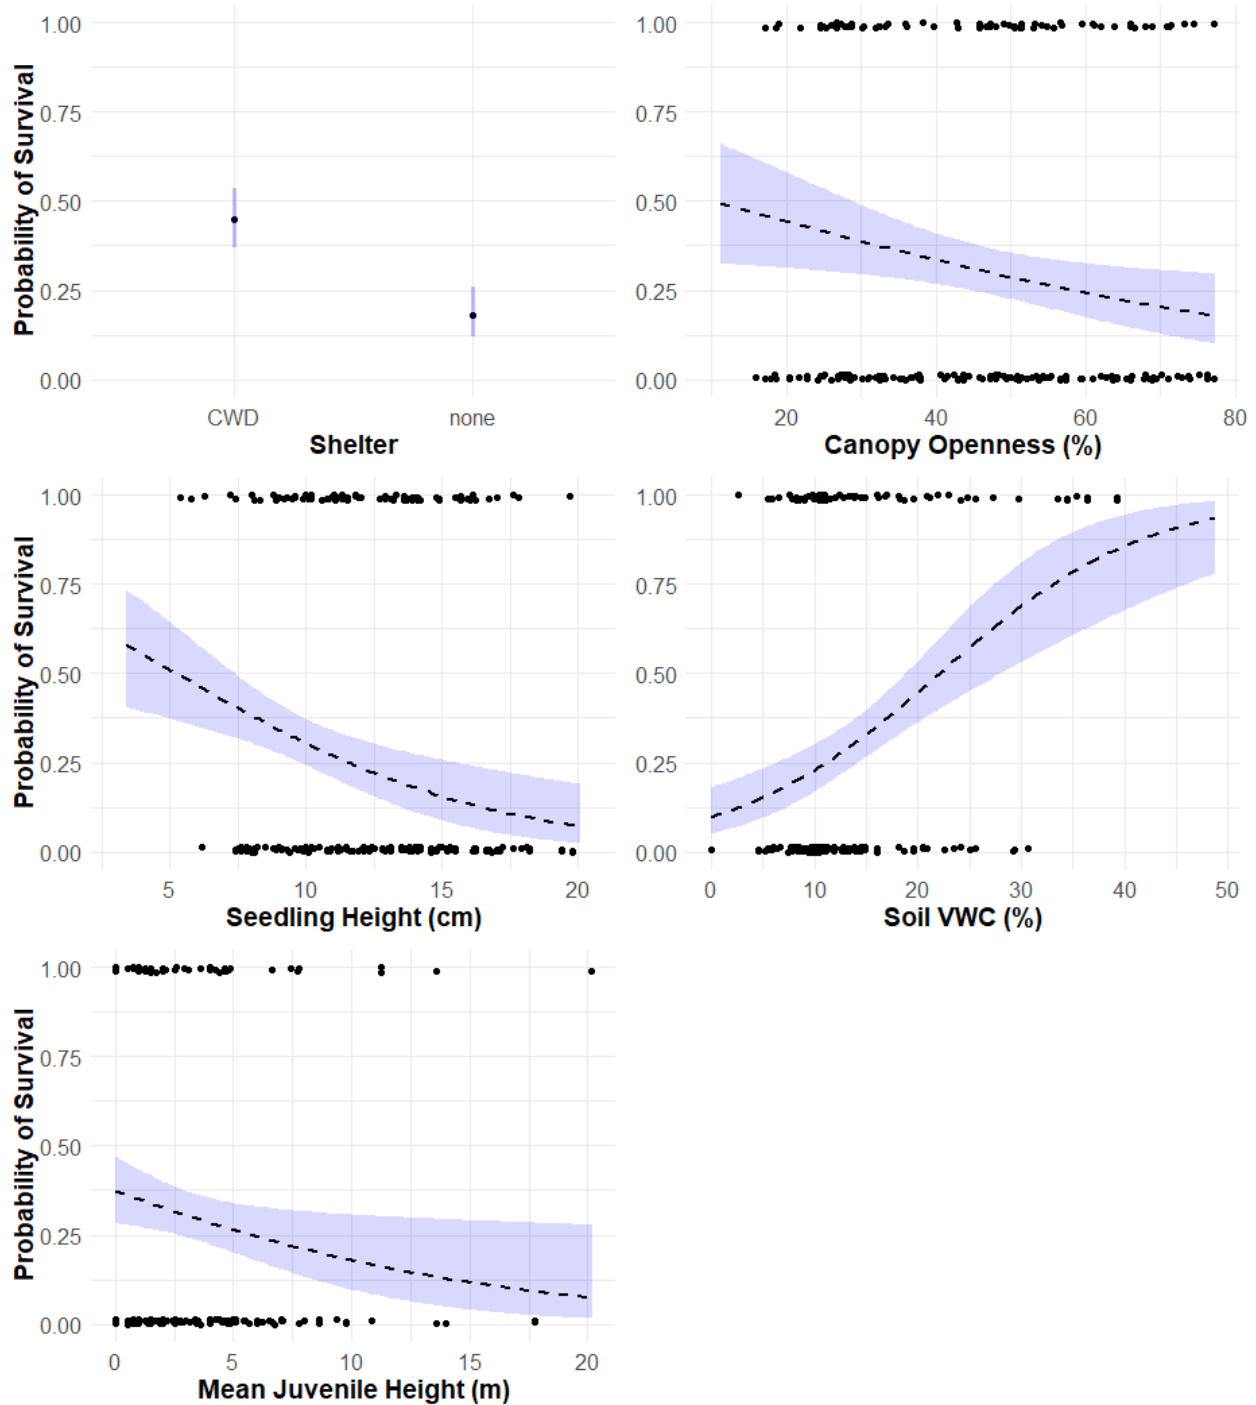 Probability of Survival
1.00
0.75
0.50
0.25
0.00
CWD none
Shelter
1.00
0.75
0.50
0.25
0.00
20 40 60 80
Canopy Openness (%)
Probability of Survival
1.00
0.75
0.50
0.25
0.00
5 10 15 20
Seedling Height (cm)
1.00
0.75
0.50
0.25
0.00
0 10 20 30 40 50
Soil VWC (%)
Probability of Survival
1.00
0.75
0.50
0.25
0.00
0 5 10 15 20
Mean Juvenile Height (m)